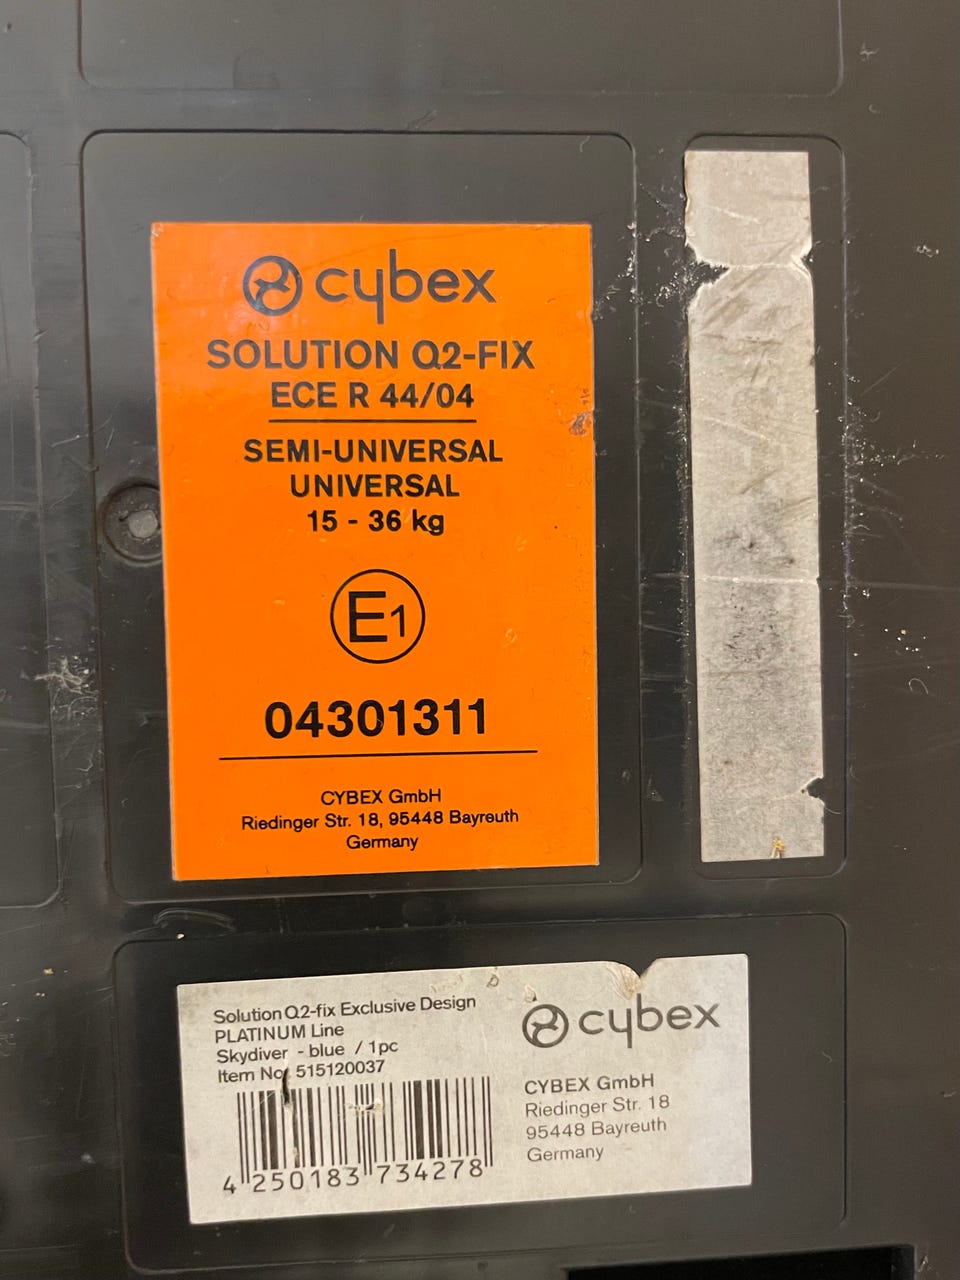 cybex
SOLUTION Q2-FIX
ECE R 44/04
SEMI-UNIVERSAL
UNIVERSAL
15 - 36 kg
E1
04301311
CYBEX GmbH
Riedinger Str. 18, 95448 Bayreuth
Germany
Solution Q2-fix Exclusive Design
PLATINUM Line
Skydiver - blue / 1pc
Item No. 515120037
4 250183 734278
cybex
CYBEX GmbH
Riedinger Str. 18
95448 Bayreuth
Germany